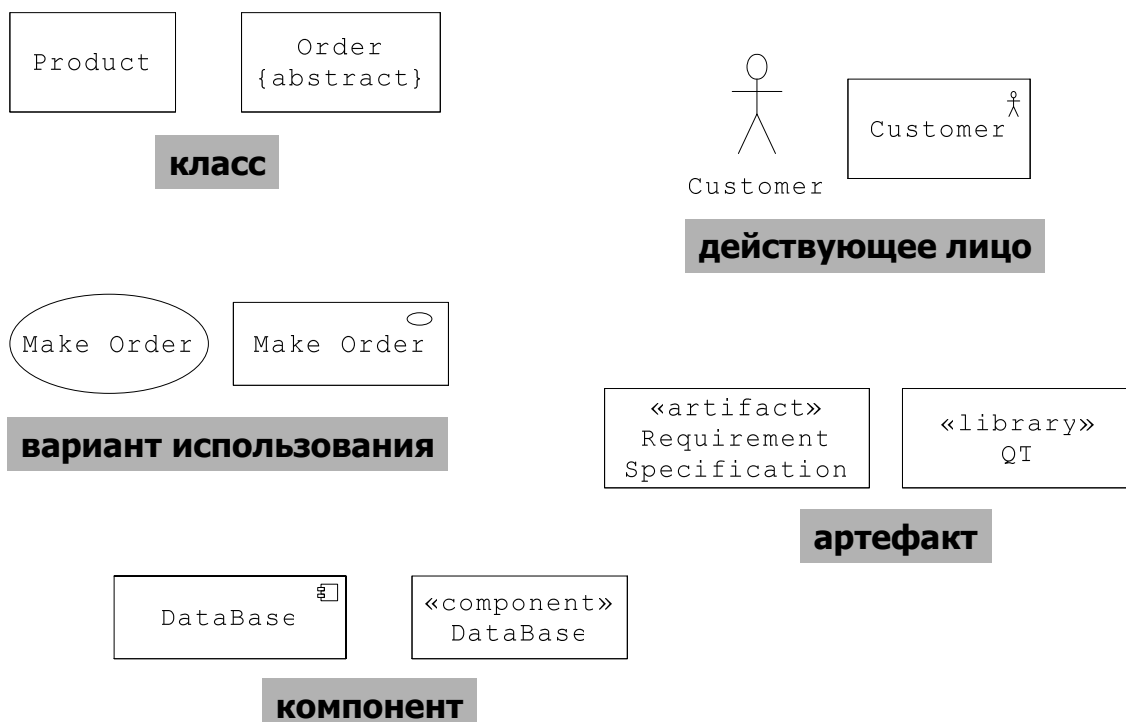 Product
Order
{abstract}
класс
Customer
Customer
действующее лицо
Make Order
Make Order
вариант использования
«artifact»
Requirement
Specification
«library»
QT
артефакт
DataBase
«component»
DataBase
компонент